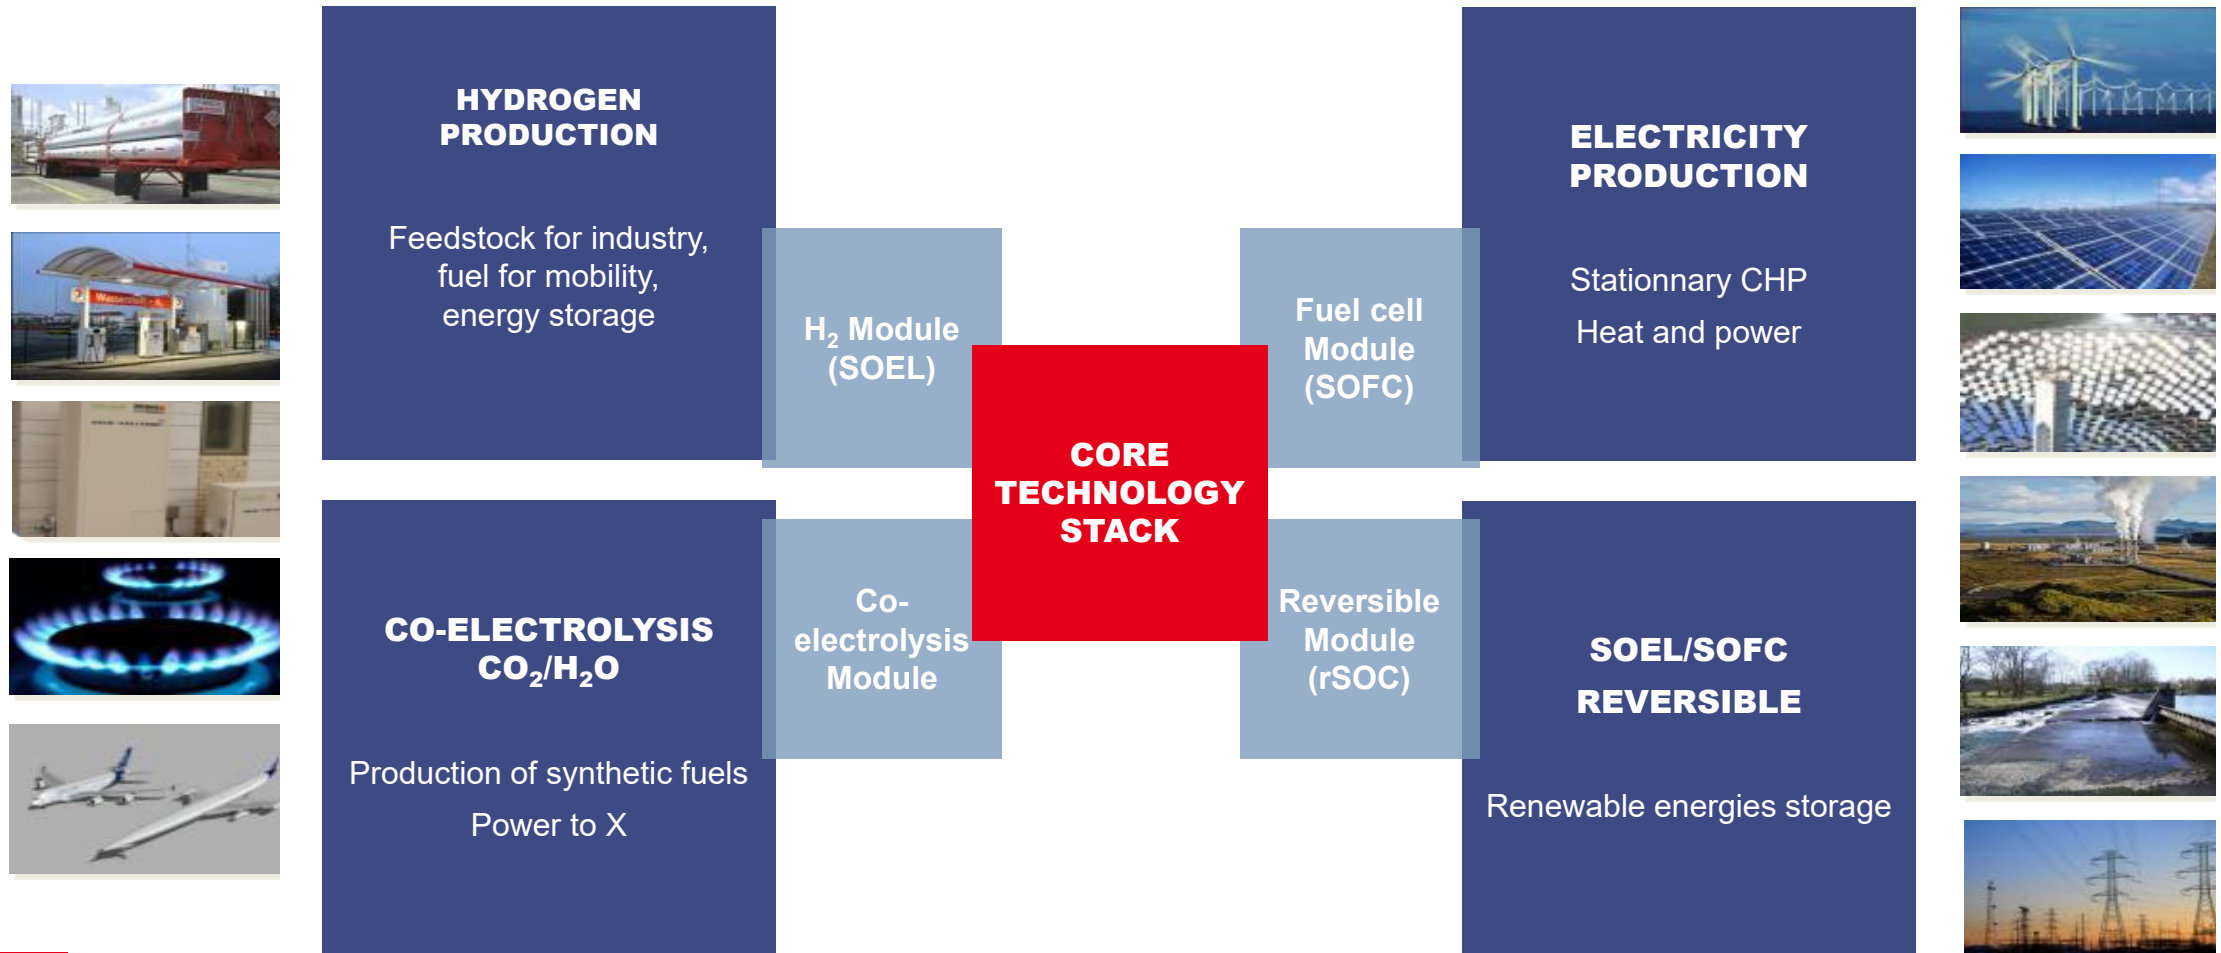 HYDROGEN
PRODUCTION
Feedstock for industry,
fuel for mobility,
energy storage
H₂ Module
(SOEL)
Fuel cell
Module
(SOFC)
ELECTRICITY
PRODUCTION
Stationnary CHP
Heat and power
CORE
TECHNOLOGY
STACK
CO-ELECTROLYSIS
CO₂/H₂O
Production of synthetic fuels
Power to X
Co-
electrolysis
Module
Reversible
Module
(rSOC)
SOEL/SOFC
REVERSIBLE
Renewable energies storage